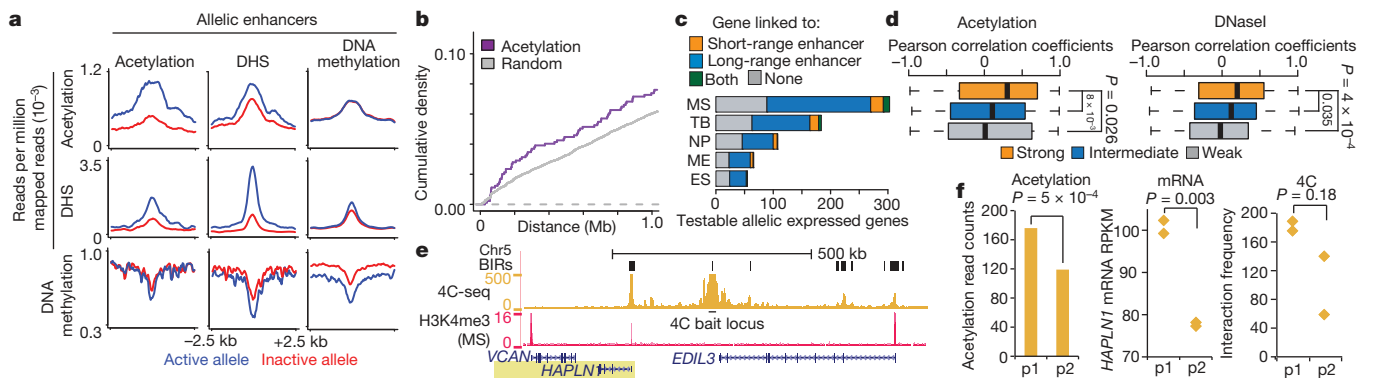 a
Allelic enhancers
Acetylation
DHS
DNA methylation
Reads per million mapped reads (10⁻³)
Acetylation
1.2
0
DHS
3.5
0
DNA methylation
1.0
0.3
−2.5 kb
+2.5 kb
Active allele
Inactive allele
b
Acetylation
Random
Cumulative density
0.10
0.00
0
1.0
Distance (Mb)
c
Gene linked to:
Short-range enhancer
Long-range enhancer
Both
None
MS
TB
NP
ME
ES
0
100
200
300
Testable allelic expressed genes
d
Acetylation
Pearson correlation coefficients
−1.0
0
1.0
8 × 10⁻³
P = 0.026
DNaseI
Pearson correlation coefficients
−1.0
0
1.0
0.035
P = 4 × 10⁻⁴
Strong
Intermediate
Weak
e
Chr5
500 kb
BIRs
4C-seq
500
0
H3K4me3 (MS)
16
0
4C bait locus
VCAN
HAPLN1
EDIL3
f
Acetylation
P = 5 × 10⁻⁴
Acetylation read counts
200
160
120
80
40
0
p1
p2
mRNA
P = 0.003
HAPLN1 mRNA RPKM
100
90
80
70
p1
p2
4C
P = 0.18
Interaction frequency
200
160
120
80
40
0
p1
p2